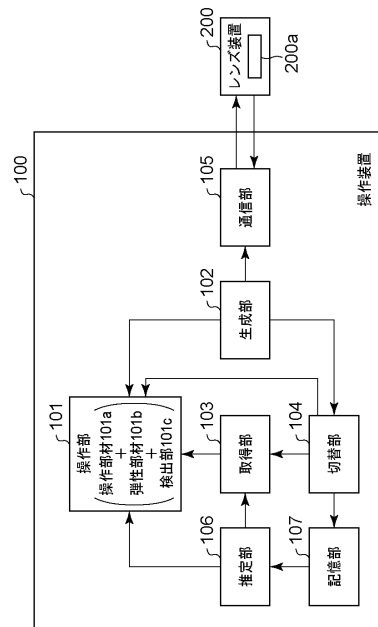 100
操作装置
101
操作部
操作部材101a
+
弾性部材101b
+
検出部101c
102
生成部
105
通信部
200
レンズ装置
200a
106
推定部
103
取得部
107
記憶部
104
切替部